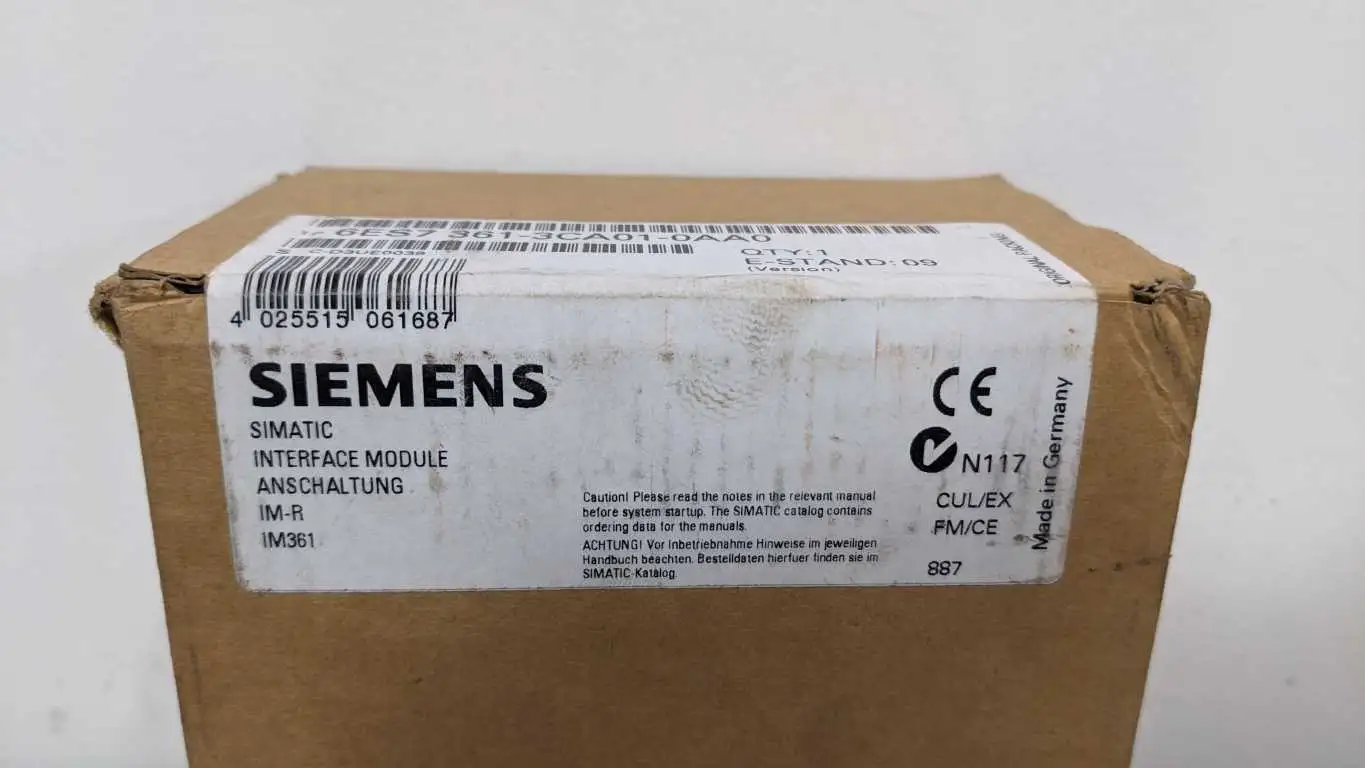 6ES7 361-3CA01-0AA0
QTY:1
E-STAND: 09
(Version)
4 025515 061687
SIEMENS
SIMATIC
INTERFACE MODULE
ANSCHALTUNG
IM-R
IM361
Caution! Please read the notes in the relevant manual
before system startup. The SIMATIC catalog contains
ordering data for the manuals.
ACHTUNG! Vor Inbetriebnahme Hinweise im jeweiligen
Handbuch beachten. Bestelldaten hierfuer finden sie im
SIMATIC-Katalog.
CE
N117
CUL/EX
FM/CE
887
Made in Germany